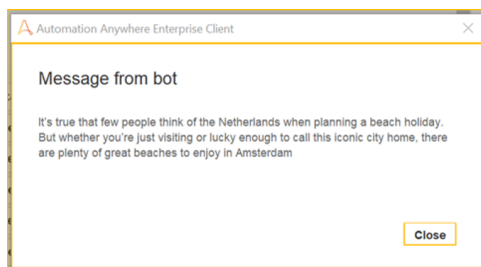 Automation Anywhere Enterprise Client
Message from bot
It's true that few people think of the Netherlands when planning a beach holiday.
But whether you're just visiting or lucky enough to call this iconic city home, there
are plenty of great beaches to enjoy in Amsterdam
Close